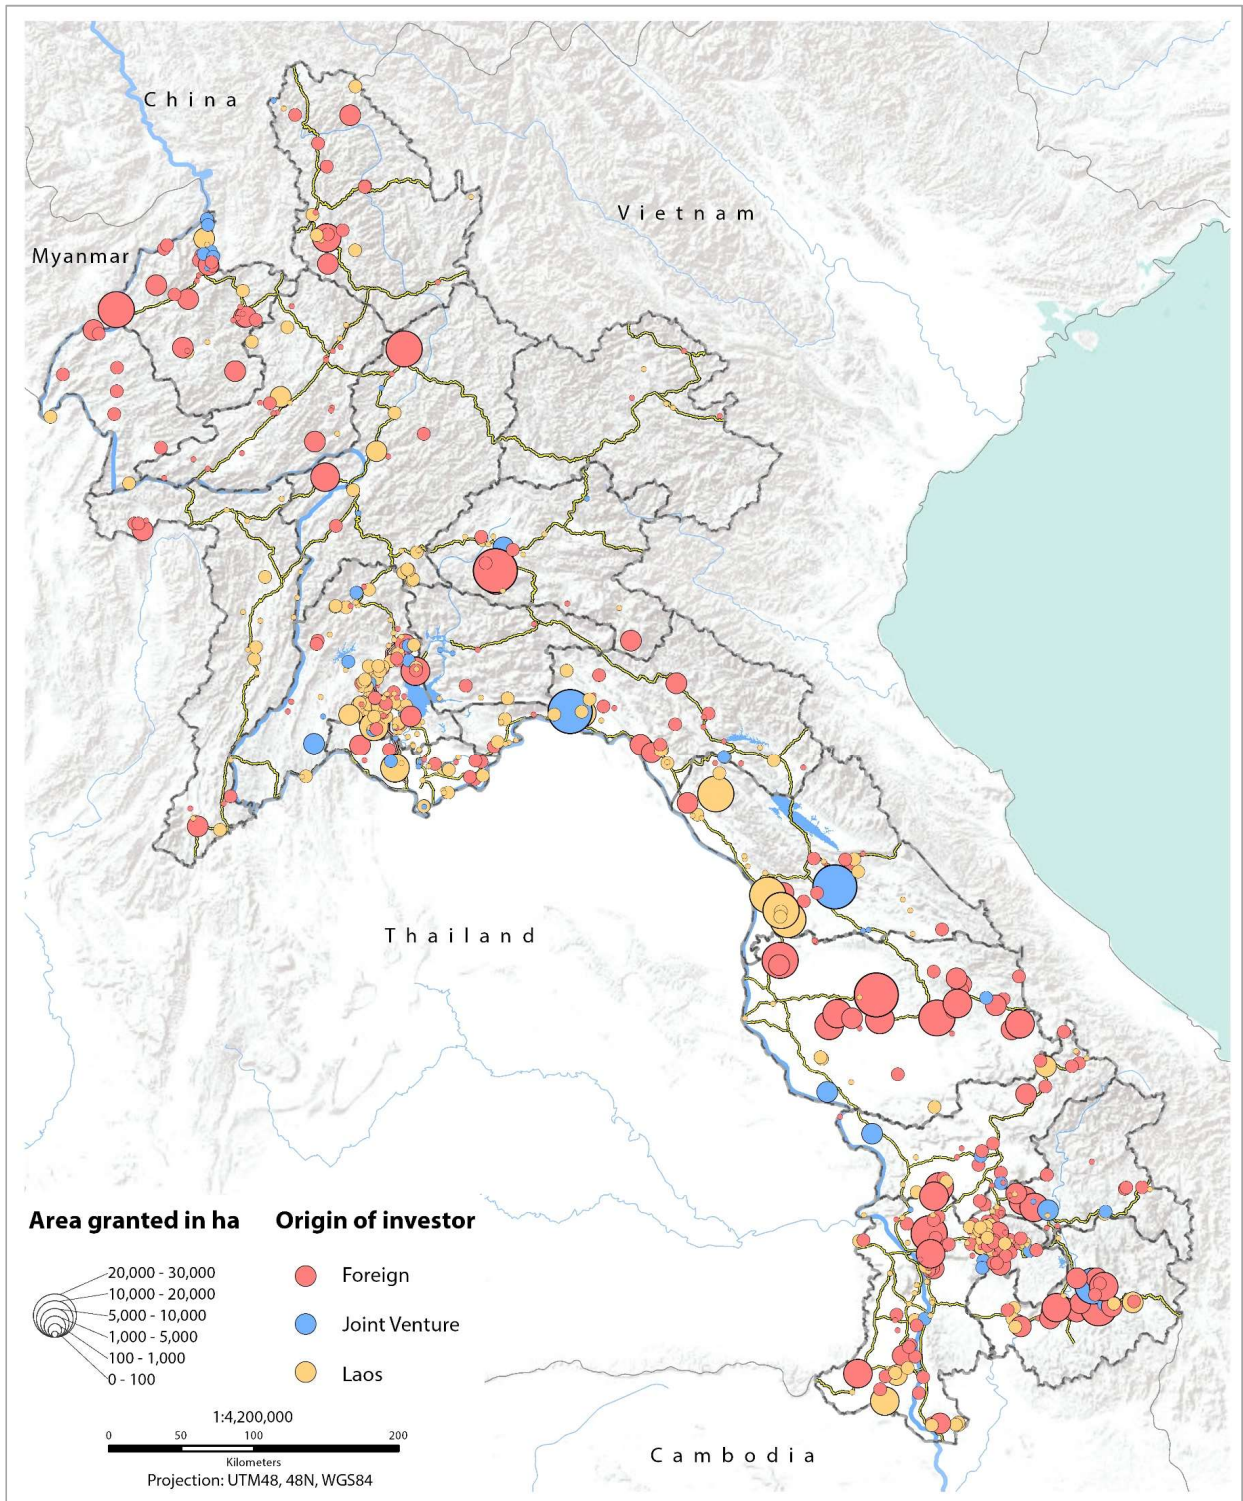 China
Vietnam
Myanmar
Thailand
Area granted in ha
Origin of investor
20,000 - 30,000
10,000 - 20,000
5,000 - 10,000
1,000 - 5,000
100 - 1,000
0 - 100
Foreign
Joint Venture
Laos
1:4,200,000
0 50 100 200
Kilometers
Projection: UTM48, 48N, WGS84
Cambodia